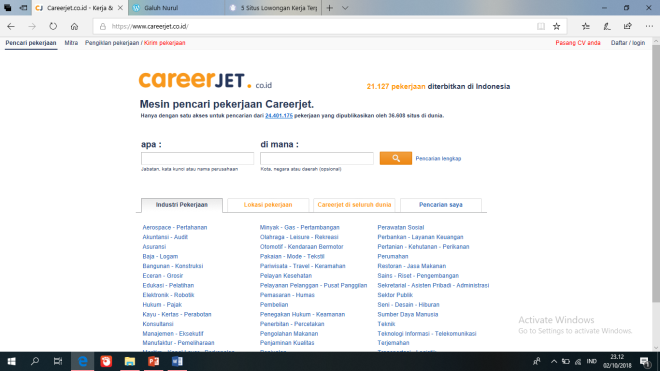 Careerjet.co.id - Kerja &
Galuh Nurul
5 Situs Lowongan Kerja Terp
https://www.careerjet.co.id/
Pencari pekerjaan Mitra Pengiklan pekerjaan / Kirim pekerjaan Pasang CV anda Daftar / login
careerJET. co.id
21.127 pekerjaan diterbitkan di Indonesia
Mesin pencari pekerjaan Careerjet.
Hanya dengan satu akses untuk pencarian dari 24.401.175 pekerjaan yang dipublikasikan oleh 36.608 situs di dunia.
apa : di mana :
Pencarian lengkap
Jabatan, kata kunci atau nama perusahaan Kota, negara atau daerah (opsional)
Industri Pekerjaan Lokasi pekerjaan Careerjet di seluruh dunia Pencarian saya
Aerospace - Pertahanan
Akuntansi - Audit
Asuransi
Baja - Logam
Bangunan - Konstruksi
Eceran - Grosir
Edukasi - Pelatihan
Elektronik - Robotik
Hukum - Pajak
Kayu - Kertas - Perabotan
Konsultansi
Manajemen - Eksekutif
Manufaktur - Pemeliharaan
Minyak - Gas - Pertambangan
Olahraga - Leisure - Rekreasi
Otomotif - Kendaraan Bermotor
Pakaian - Mode - Tekstil
Pariwisata - Travel - Keramahan
Pelayan Kesehatan
Pelayanan Pelanggan - Pusat Panggilan
Pemasaran - Humas
Pembelian
Penegakan Hukum - Keamanan
Penerbitan - Percetakan
Pengolahan Makanan
Penjaminan Kualitas
Perawatan Sosial
Perbankan - Layanan Keuangan
Pertanian - Kehutanan - Perikanan
Perumahan
Restoran - Jasa Makanan
Sains - Riset - Pengembangan
Sekretarial - Asisten Pribadi - Administrasi
Sektor Publik
Seni - Desain - Hiburan
Sumber Daya Manusia
Teknik
Teknologi Informasi - Telekomunikasi
Terjemahan
Activate Windows
Go to Settings to activate Windows.
IND
23.12
02/10/2018